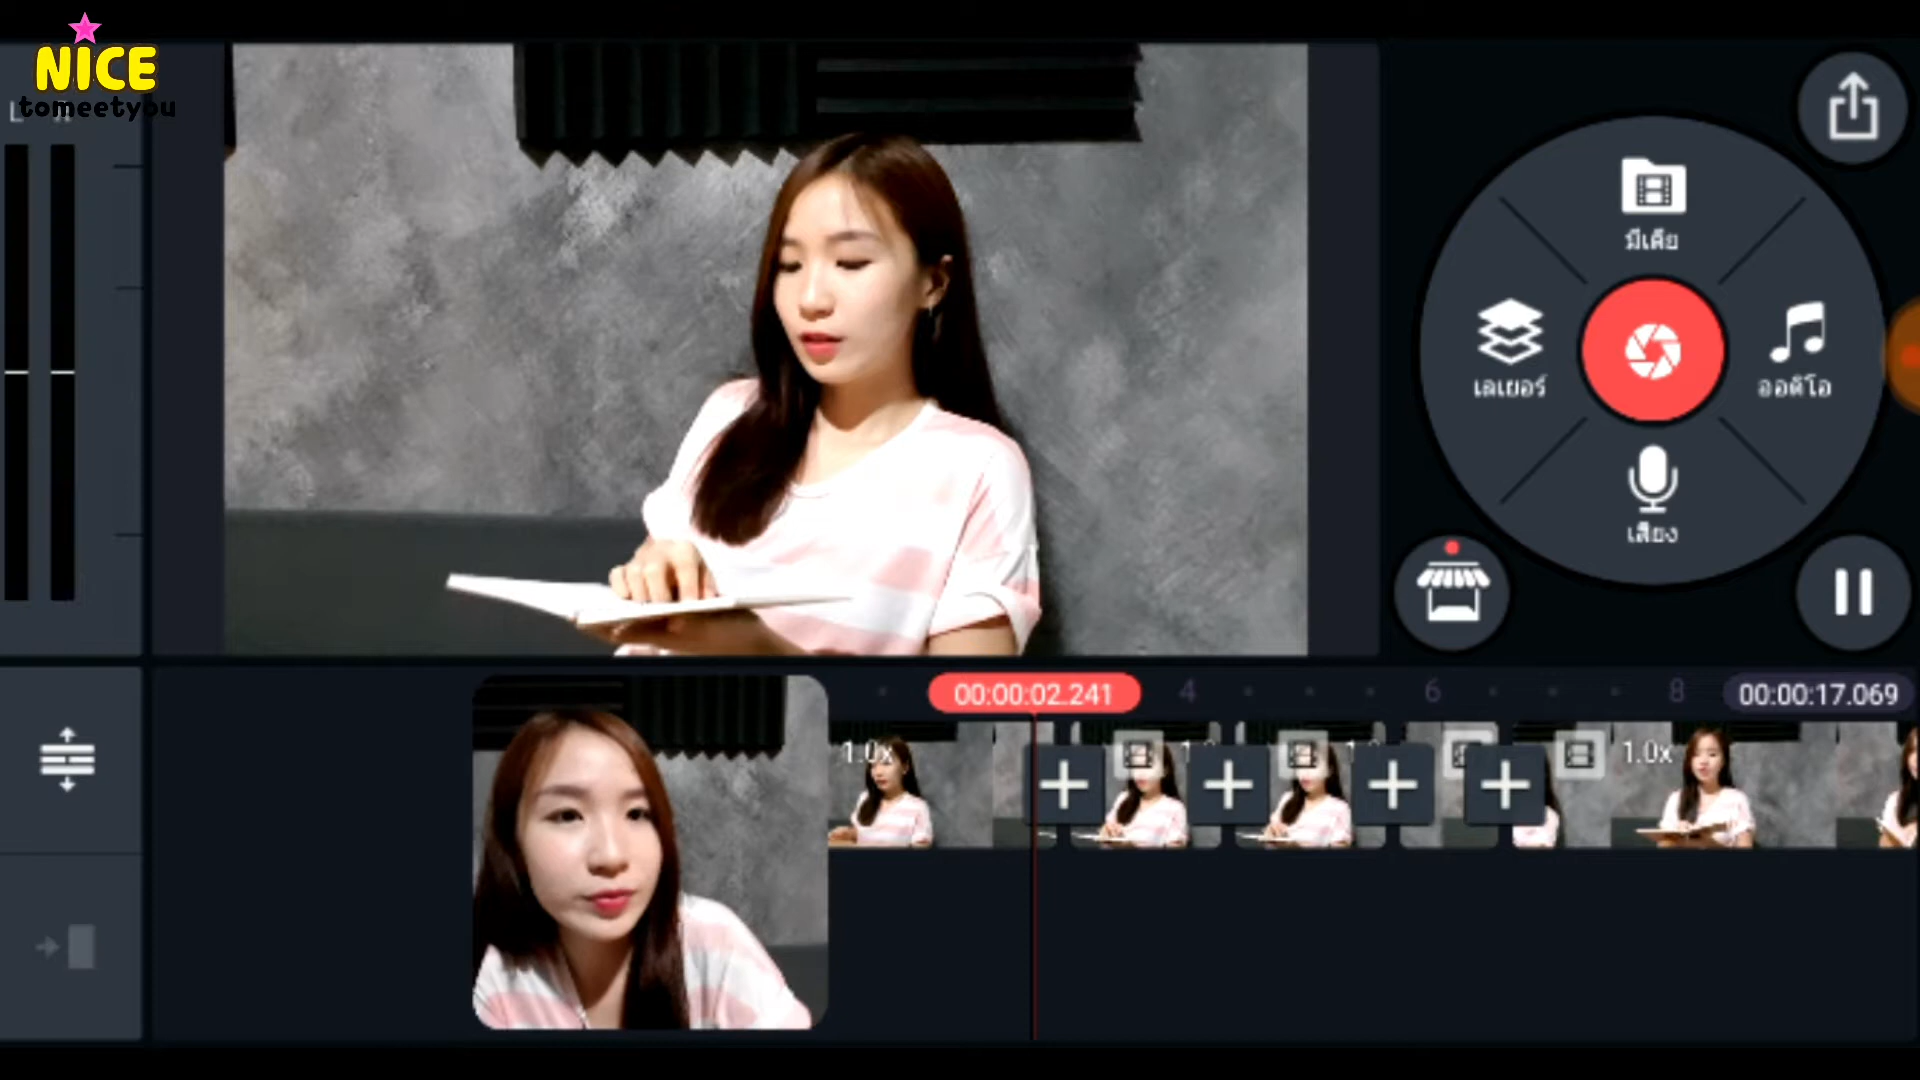 NICE
tomeetyou
L R
มีเดีย
เลเยอร์
ออดิโอ
เสียง
00:00:02.241
4
6
8
00:00:17.069
1.0x
1.0x